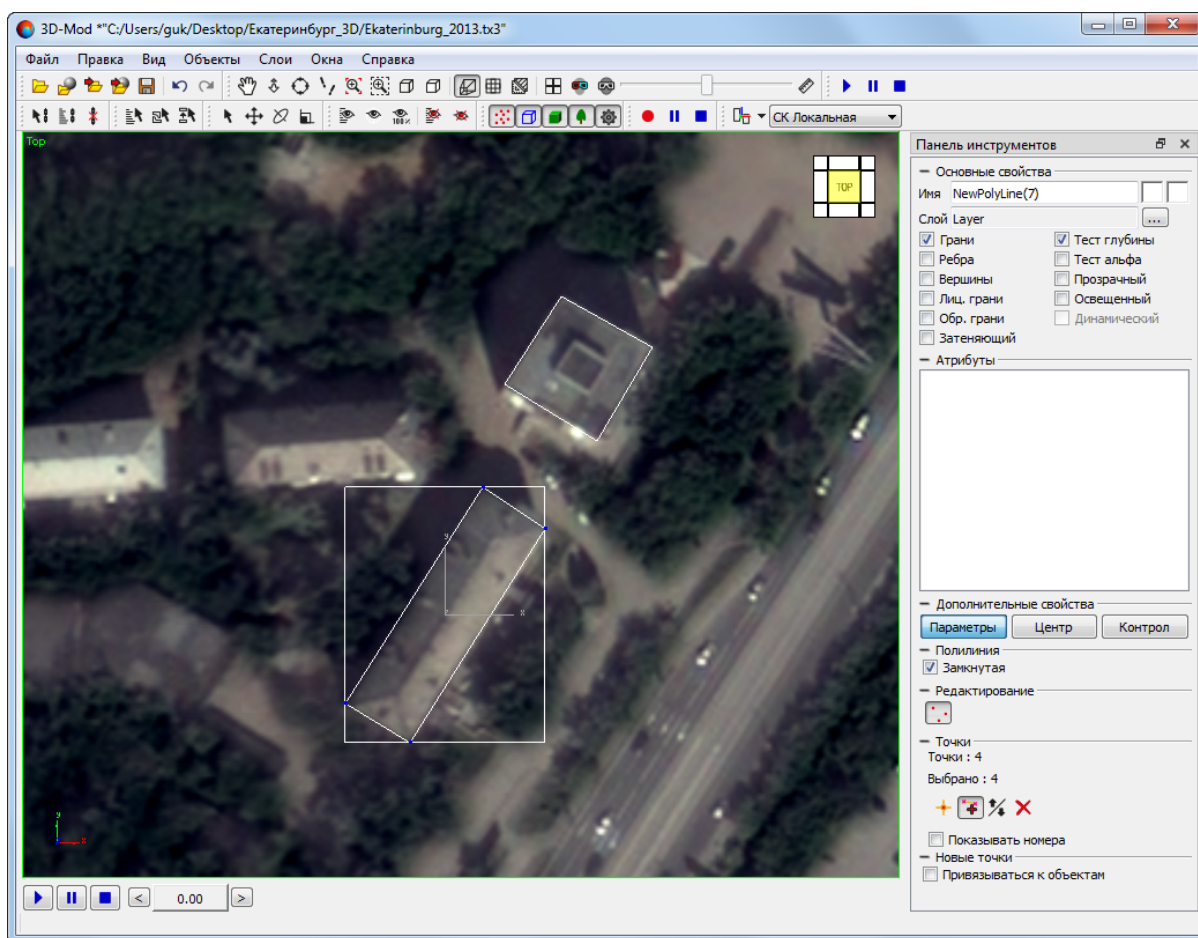 3D-Mod *"C:/Users/guk/Desktop/Екатеринбург_3D/Ekaterinburg_2013.tx3"
Файл Правка Вид Объекты Слои Окна Справка
100%
СК Локальная
Top
TOP
y
x
z
y
x
0.00
Панель инструментов
Основные свойства
Имя NewPolyLine(7)
Слой Layer ...
Грани Тест глубины
Ребра Тест альфа
Вершины Прозрачный
Лиц. грани Освещенный
Обр. грани Динамический
Затеняющий
Атрибуты
Дополнительные свойства
Параметры Центр Контрол
Полилиния
Замкнутая
Редактирование
Точки
Точки : 4
Выбрано : 4
Показывать номера
Новые точки
Привязываться к объектам